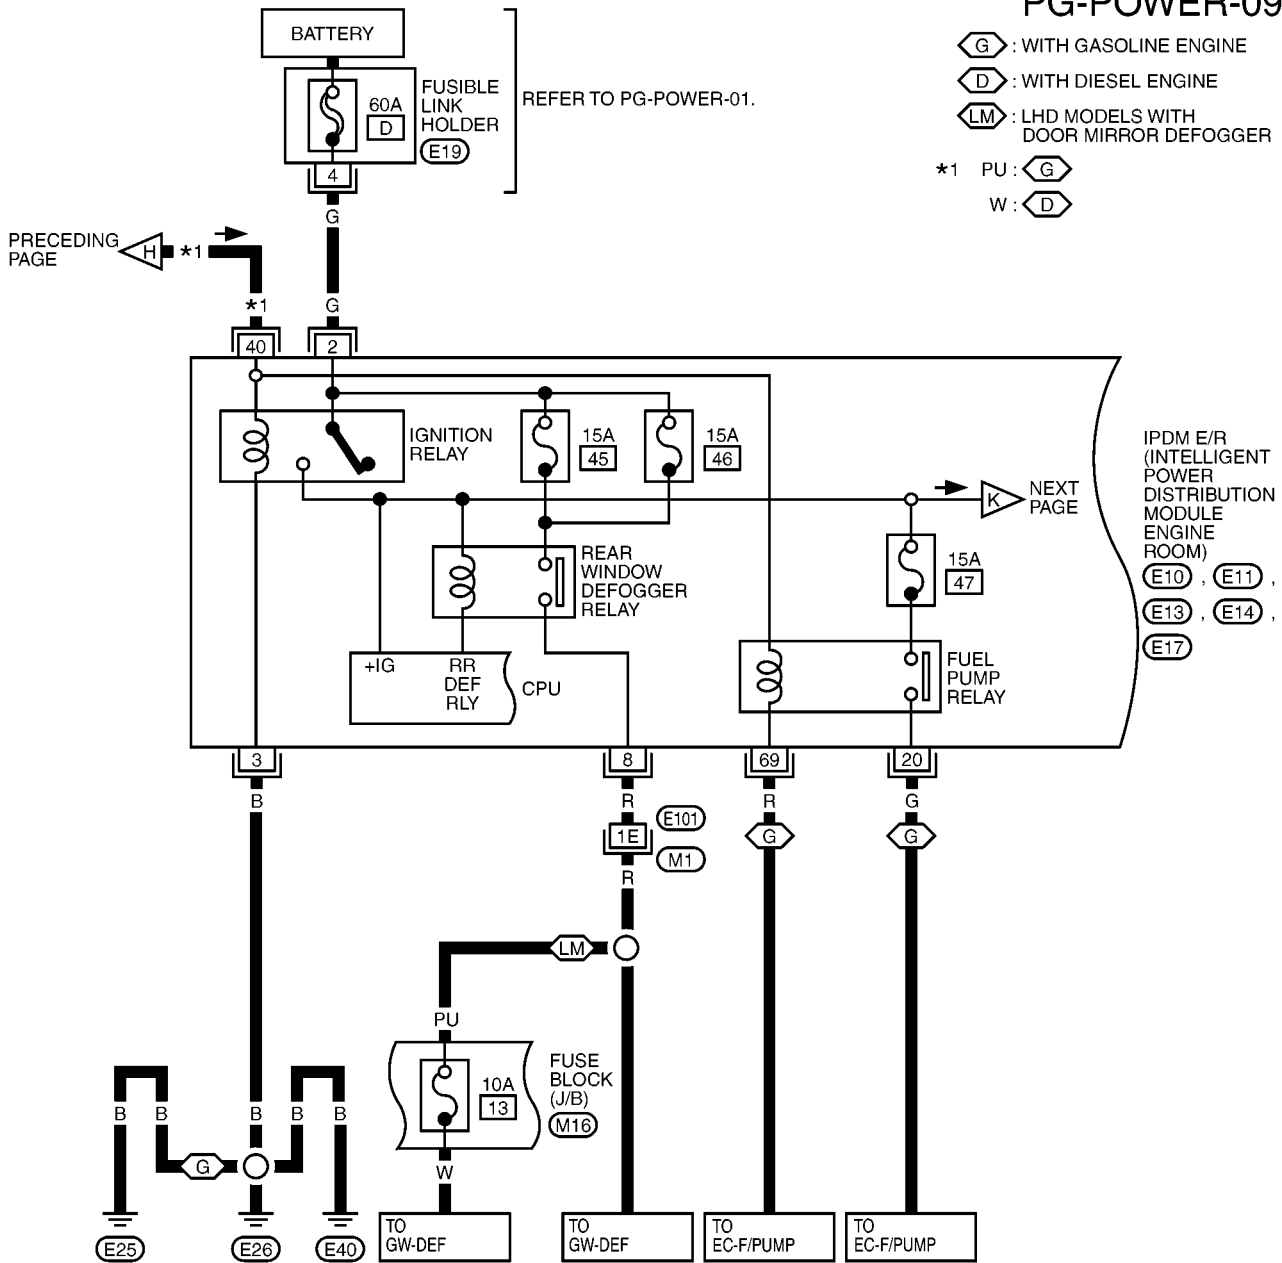 PG-POWER-09
BATTERY
60A
D
FUSIBLE
LINK
HOLDER
E19
REFER TO PG-POWER-01.
G : WITH GASOLINE ENGINE
D : WITH DIESEL ENGINE
LM : LHD MODELS WITH
DOOR MIRROR DEFOGGER
*1 PU : G
W : D
4
G
PRECEDING
PAGE
H
*1
*1
G
40
2
IGNITION
RELAY
15A
45
15A
46
K
NEXT
PAGE
IPDM E/R
(INTELLIGENT
POWER
DISTRIBUTION
MODULE
ENGINE
ROOM)
E10 , E11 ,
E13 , E14 ,
E17
REAR
WINDOW
DEFOGGER
RELAY
15A
47
+IG
RR
DEF
RLY
CPU
FUEL
PUMP
RELAY
3
8
69
20
B
R
R
G
1E
E101
M1
G
G
R
LM
PU
10A
13
FUSE
BLOCK
(J/B)
M16
B
B
B
B
B
G
W
E25
E26
E40
TO
GW-DEF
TO
GW-DEF
TO
EC-F/PUMP
TO
EC-F/PUMP